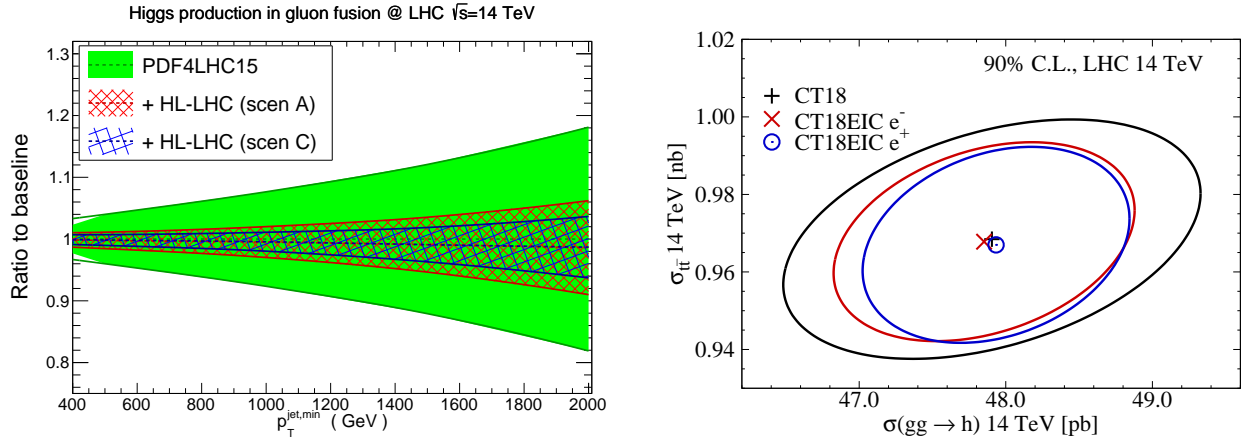 Higgs production in gluon fusion @ LHC √s=14 TeV
1.3
1.2
1.1
1
0.9
0.8
Ratio to baseline
PDF4LHC15
+ HL-LHC (scen A)
+ HL-LHC (scen C)
400 600 800 1000 1200 1400 1600 1800 2000
p_T^{jet,min} ( GeV )
1.02
1.00
0.98
0.96
0.94
σ_{tt̄} 14 TeV [nb]
90% C.L., LHC 14 TeV
CT18
CT18EIC e⁻
CT18EIC e⁺
47.0 48.0 49.0
σ(gg → h) 14 TeV [pb]